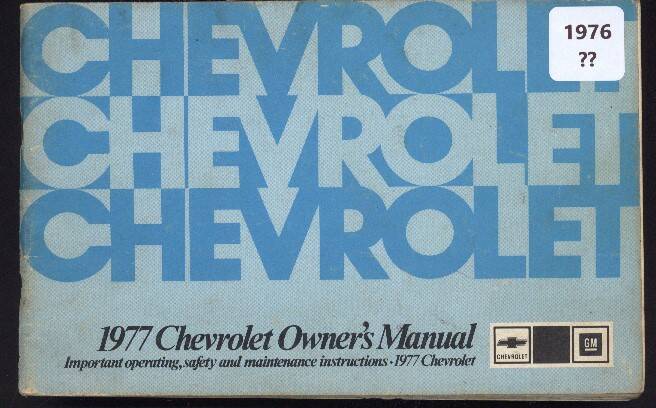 CHEVROLET
1976
??
CHEVROLET
CHEVROLET
1977 Chevrolet Owner's Manual
Important operating, safety and maintenance instructions • 1977 Chevrolet
CHEVROLET
GM